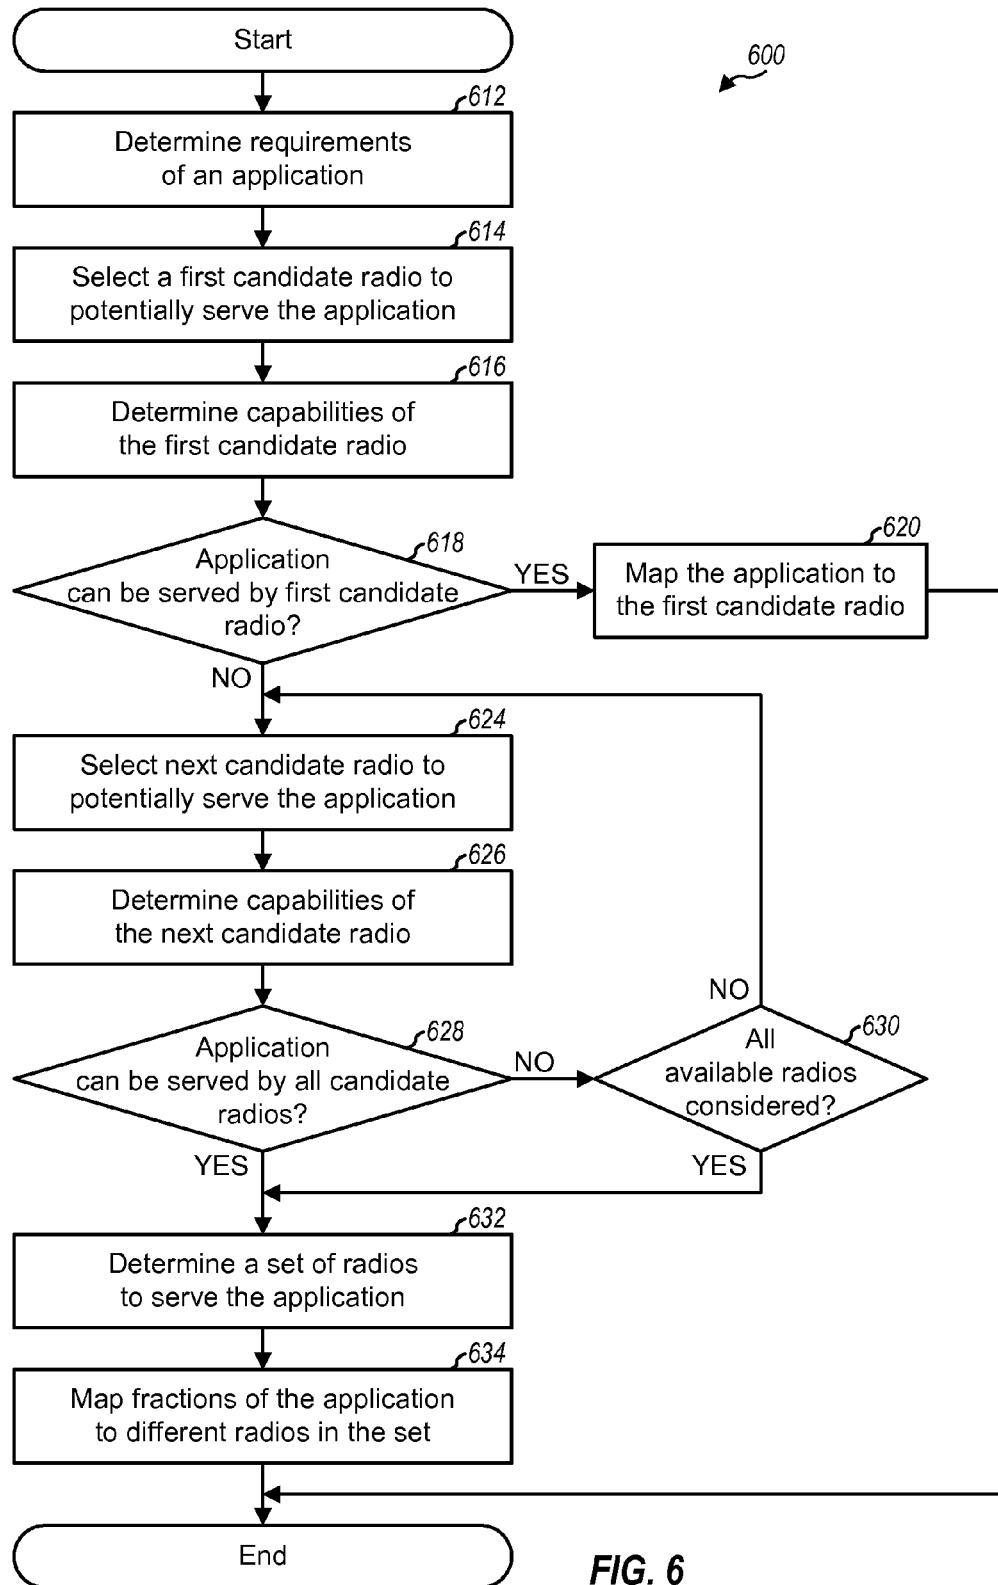 Start
600
612
Determine requirements
of an application
614
Select a first candidate radio to
potentially serve the application
616
Determine capabilities of
the first candidate radio
618
Application
can be served by first candidate
radio?
YES
620
Map the application to
the first candidate radio
NO
624
Select next candidate radio to
potentially serve the application
626
Determine capabilities of
the next candidate radio
628
Application
can be served by all candidate
radios?
NO
NO
630
All
available radios
considered?
YES
YES
632
Determine a set of radios
to serve the application
634
Map fractions of the application
to different radios in the set
End
FIG. 6